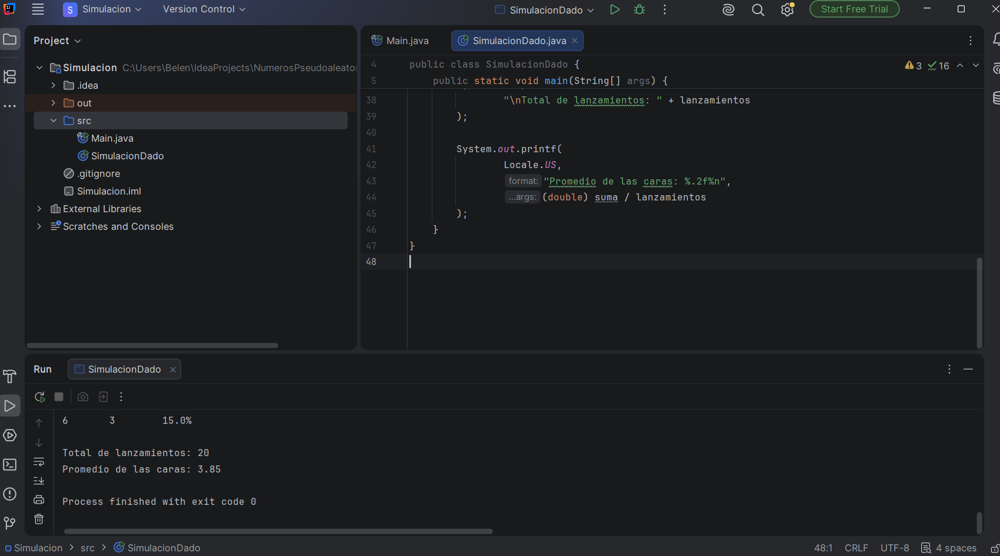 S Simulacion Version Control SimulacionDado Start Free Trial
Project
Simulacion C:\Users\Belen\IdeaProjects\NumerosPseudoaleator
.idea
out
src
Main.java
SimulacionDado
.gitignore
Simulacion.iml
External Libraries
Scratches and Consoles
Main.java SimulacionDado.java
4 public class SimulacionDado { 3 16
5 public static void main(String[] args) {
38 "\nTotal de lanzamientos: " + lanzamientos
39 );
40
41 System.out.printf(
42 Locale.US,
43 format: "Promedio de las caras: %.2f%n",
44 ...args: (double) suma / lanzamientos
45 );
46 }
47 }
48
Run SimulacionDado
6 3 15.0%
Total de lanzamientos: 20
Promedio de las caras: 3.85
Process finished with exit code 0
Simulacion > src > SimulacionDado 48:1 CRLF UTF-8 4 spaces